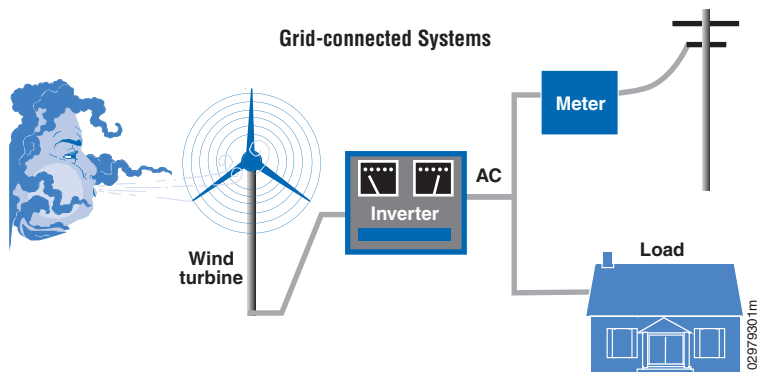 Grid-connected Systems
Meter
AC
Inverter
Wind
turbine
Load
02979301m